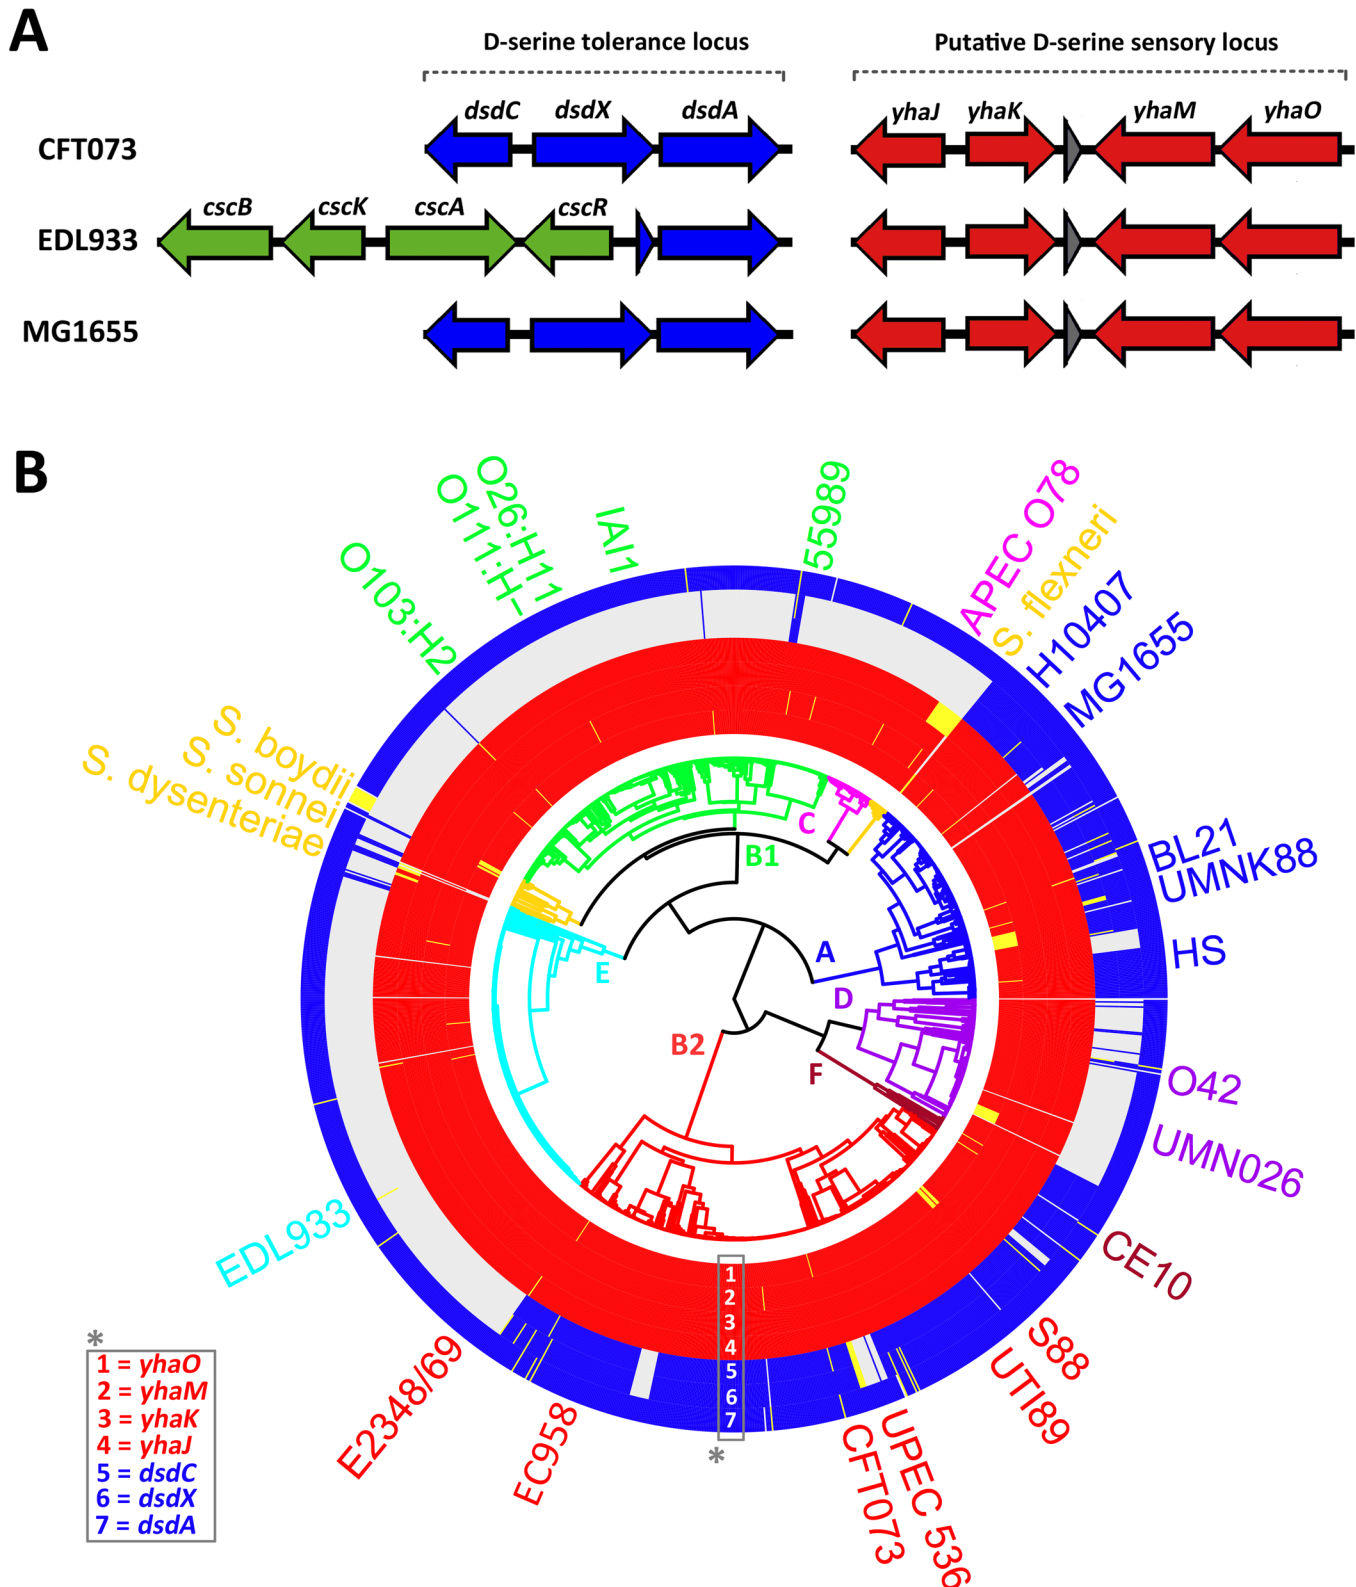 A
D-serine tolerance locus
Putative D-serine sensory locus
dsdC dsdX dsdA
yhaJ yhaK yhaM yhaO
CFT073
cscB cscK cscA cscR
EDL933
MG1655
B
O103:H2
O111:H–
O26:H11
IAI1
55989
APEC O78
S. flexneri
H10407
MG1655
BL21
UMNK88
HS
O42
UMN026
CE10
S88
UTI89
UPEC 536
CFT073
EC958
E2348/69
EDL933
S. dysenteriae
S. sonnei
S. boydii
B1
C
A
E
D
B2
F
1
2
3
4
5
6
7
*
*
1 = yhaO
2 = yhaM
3 = yhaK
4 = yhaJ
5 = dsdC
6 = dsdX
7 = dsdA